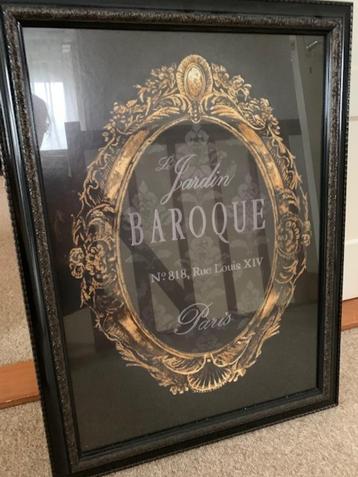 Le
Jardin
BAROQUE
Nº 818, Rue Louis XIV
Paris